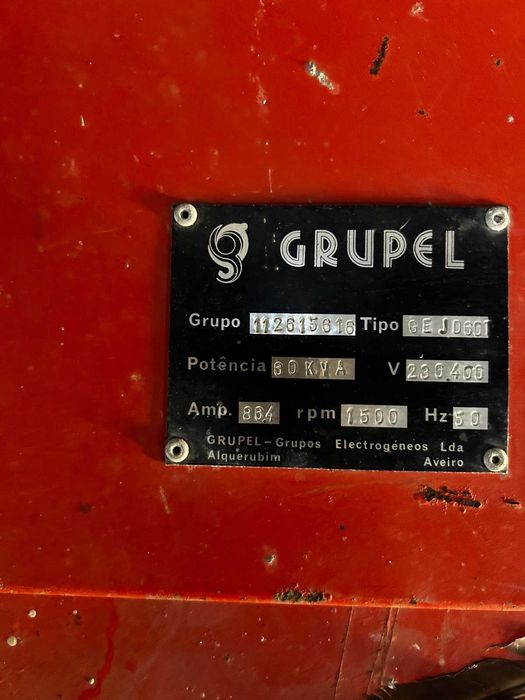 GRUPEL
Grupo 112615616 Tipo GEJD601
Potência 60KVA V 230.400
Amp. 86.4 rpm 1500 Hz 50
GRUPEL-Grupos Electrogéneos Lda
Alquerubim Aveiro